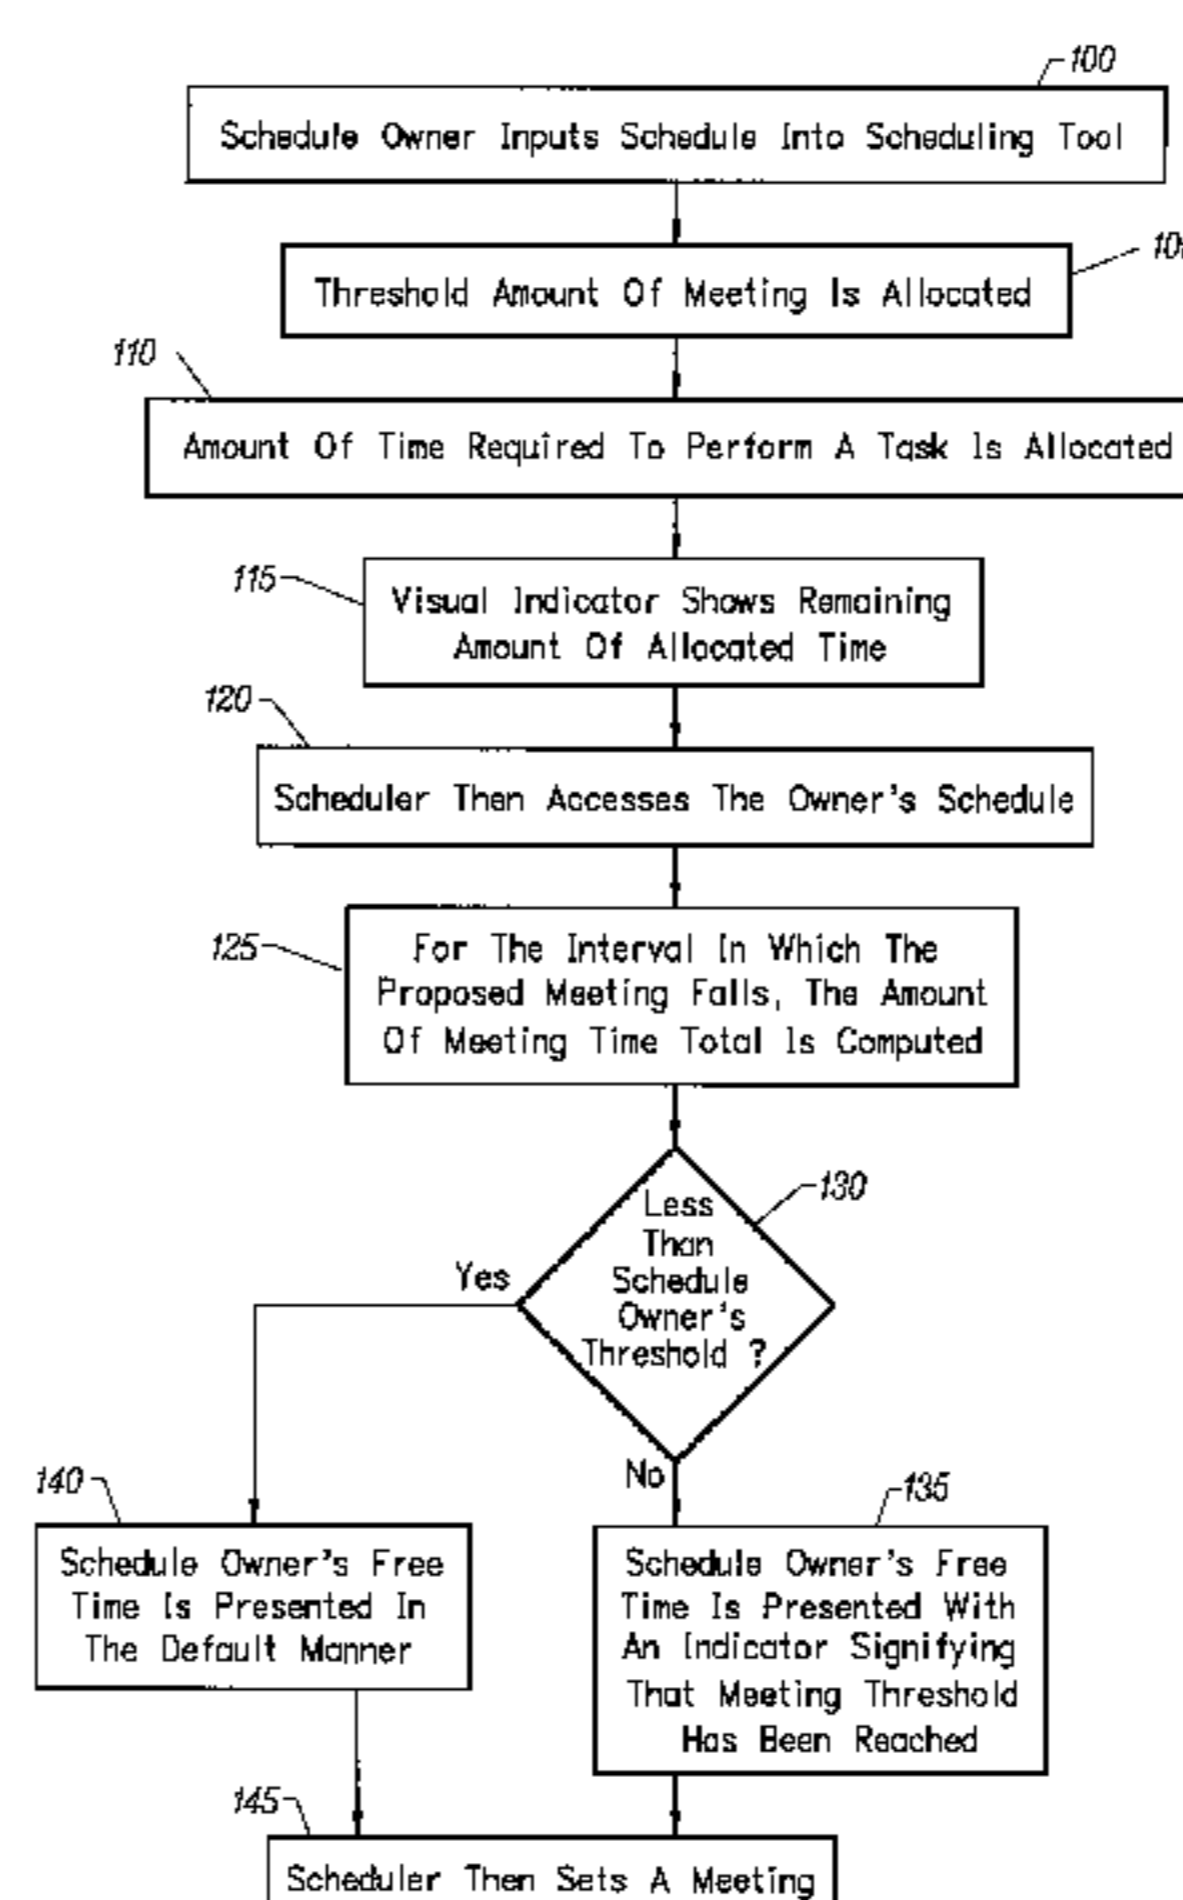 100
Schedule Owner Inputs Schedule Into Scheduling Tool
Threshold Amount Of Meeting Is Allocated
110
Amount Of Time Required To Perform A Task Is Allocated
115
Visual Indicator Shows Remaining
Amount Of Allocated Time
120
Scheduler Then Accesses The Owner's Schedule
125
For The Interval In Which The
Proposed Meeting Falls, The Amount
Of Meeting Time Total Is Computed
130
Less
Than
Schedule
Owner's
Threshold ?
Yes
No
140
Schedule Owner's Free
Time Is Presented In
The Default Manner
135
Schedule Owner's Free
Time Is Presented With
An Indicator Signifying
That Meeting Threshold
Has Been Reached
145
Scheduler Then Sets A Meeting